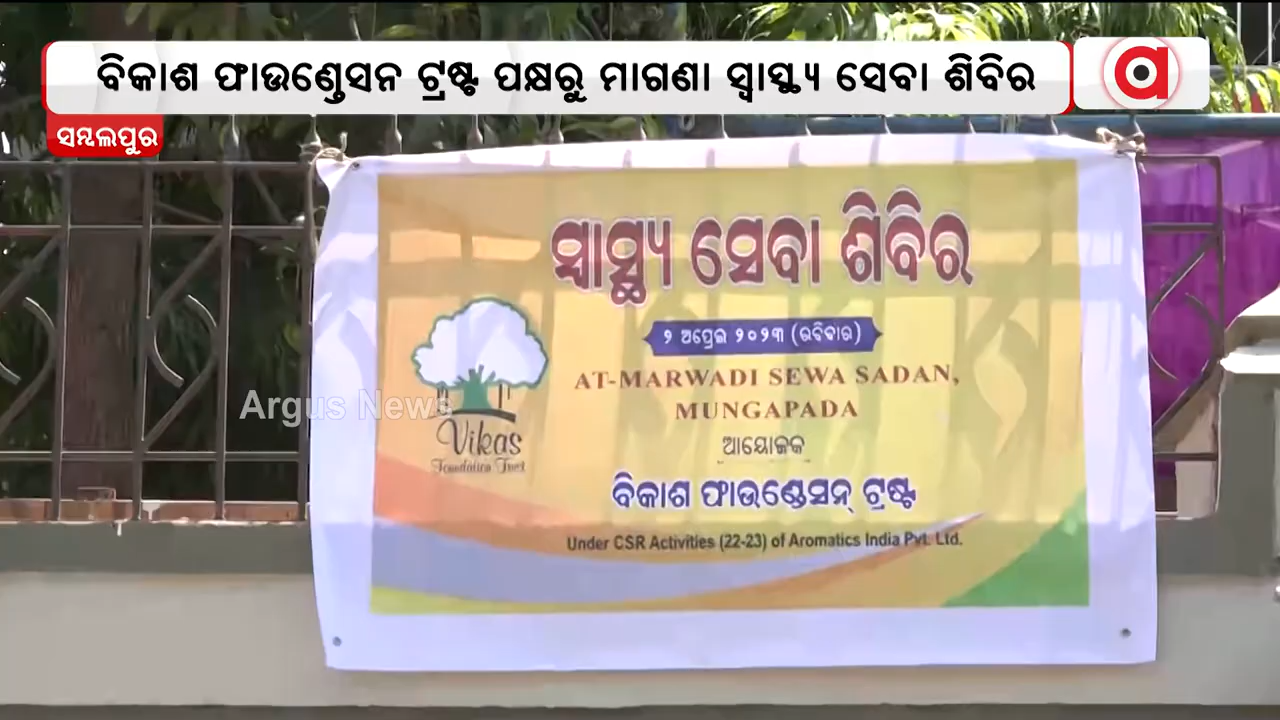 ବିକାଶ ଫାଉଣ୍ଡେସନ ଟ୍ରଷ୍ଟ ପକ୍ଷରୁ ମାଗଣା ସ୍ୱାସ୍ଥ୍ୟ ସେବା ଶିବିର
ସମ୍ବଲପୁର
ସ୍ୱାସ୍ଥ୍ୟ ସେବା ଶିବିର
୨ ଅପ୍ରେଲ ୨୦୨୩ (ରବିବାର)
AT-MARWADI SEWA SADAN,
MUNGAPADA
Argus News
Vikas
Foundation Trust
ଆୟୋଜକ
ବିକାଶ ଫାଉଣ୍ଡେସନ୍ ଟ୍ରଷ୍ଟ
Under CSR Activities (22-23) of Aromatics India Pvt. Ltd.